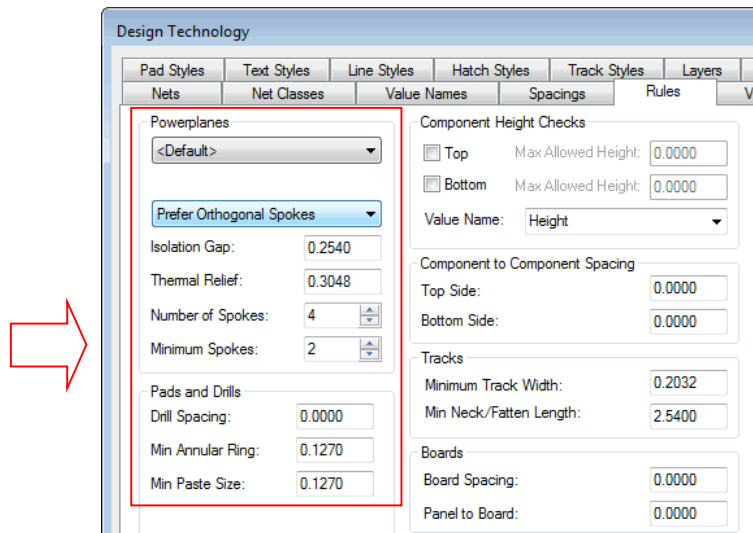 Design Technology
Pad Styles Text Styles Line Styles Hatch Styles Track Styles Layers
Nets Net Classes Value Names Spacings Rules V
Powerplanes
<Default>
Prefer Orthogonal Spokes
Isolation Gap: 0.2540
Thermal Relief: 0.3048
Number of Spokes: 4
Minimum Spokes: 2
Pads and Drills
Drill Spacing: 0.0000
Min Annular Ring: 0.1270
Min Paste Size: 0.1270
Component Height Checks
Top Max Allowed Height: 0.0000
Bottom Max Allowed Height: 0.0000
Value Name: Height
Component to Component Spacing
Top Side: 0.0000
Bottom Side: 0.0000
Tracks
Minimum Track Width: 0.2032
Min Neck/Fatten Length: 2.5400
Boards
Board Spacing: 0.0000
Panel to Board: 0.0000